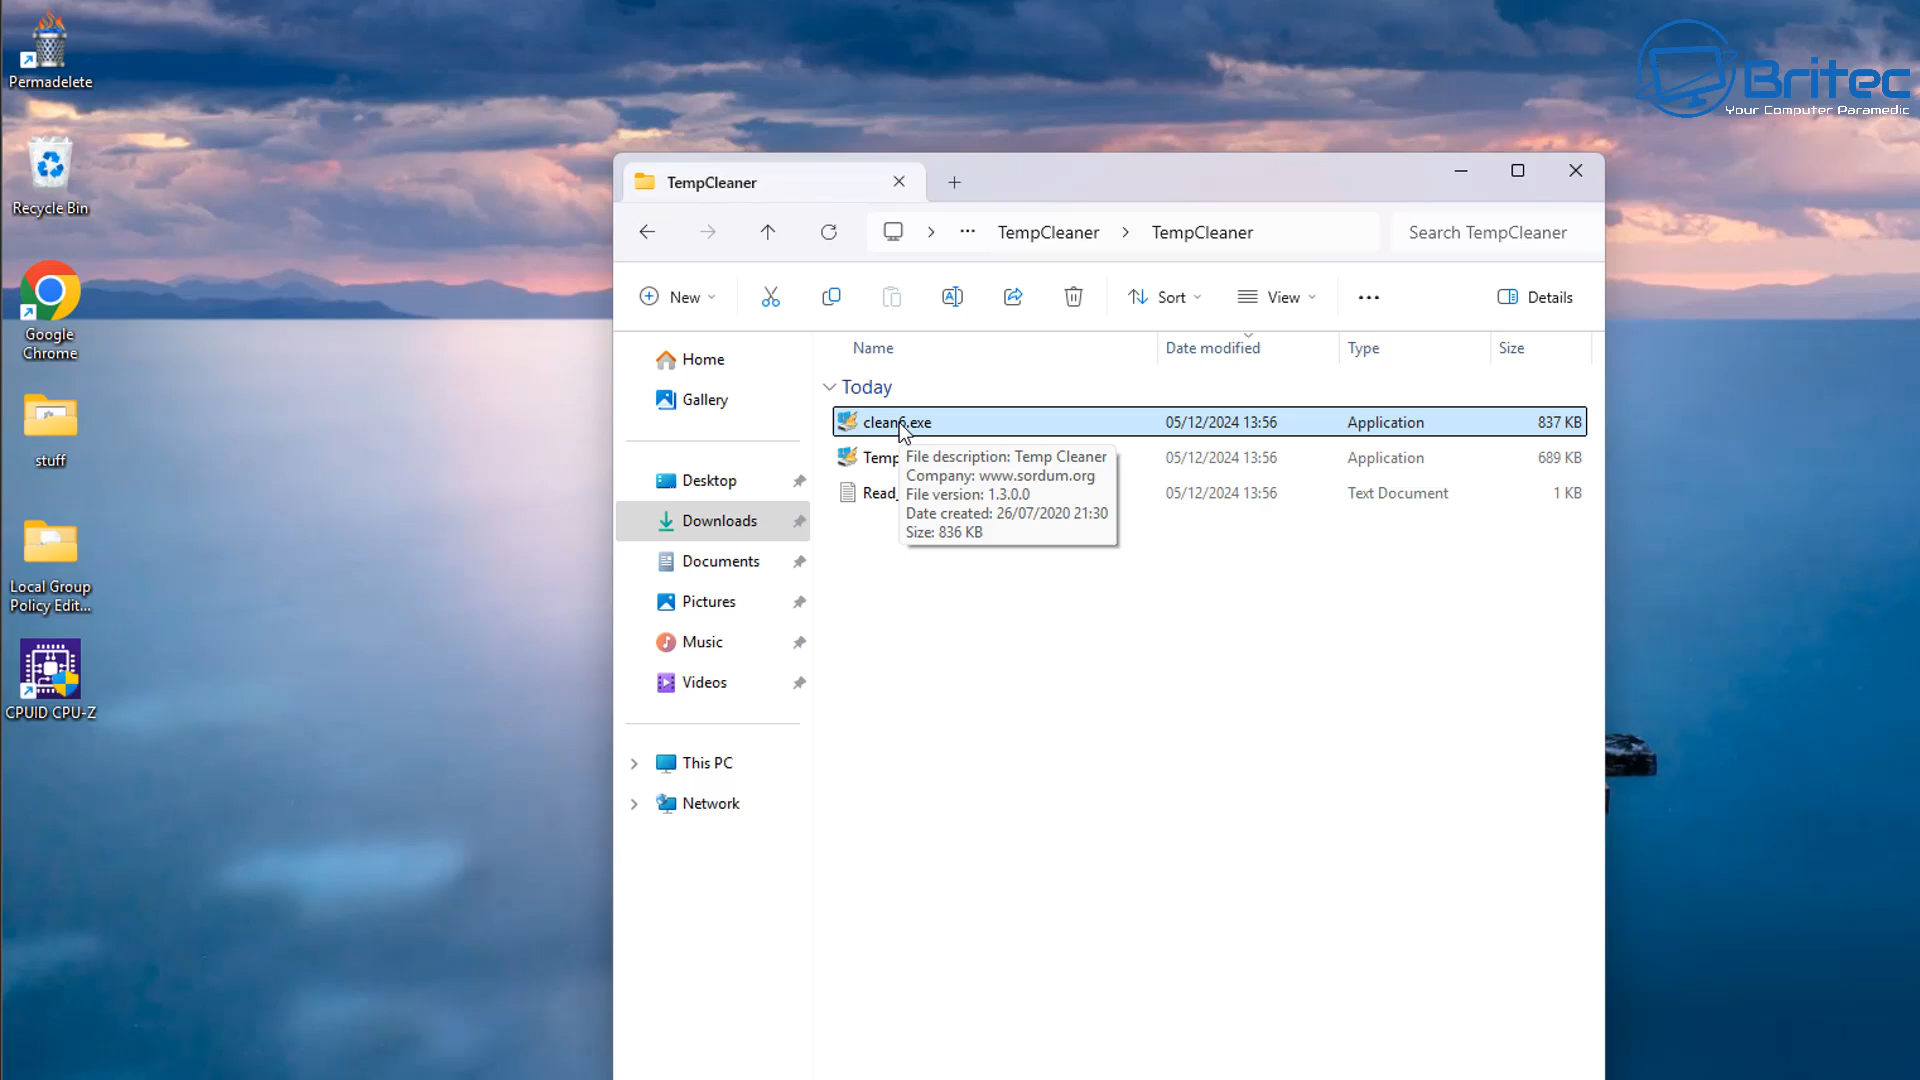 Permadelete
Recycle Bin
Google
Chrome
stuff
Local Group
Policy Edit...
CPUID CPU-Z
Britec
Your Computer Paramedic
TempCleaner
TempCleaner
TempCleaner
Search TempCleaner
New
Sort
View
Details
Home
Gallery
Desktop
Downloads
Documents
Pictures
Music
Videos
This PC
Network
Name Date modified Type Size
Today
clean6.exe 05/12/2024 13:56 Application 837 KB
Temp 05/12/2024 13:56 Application 689 KB
Read_ 05/12/2024 13:56 Text Document 1 KB
File description: Temp Cleaner
Company: www.sordum.org
File version: 1.3.0.0
Date created: 26/07/2020 21:30
Size: 836 KB